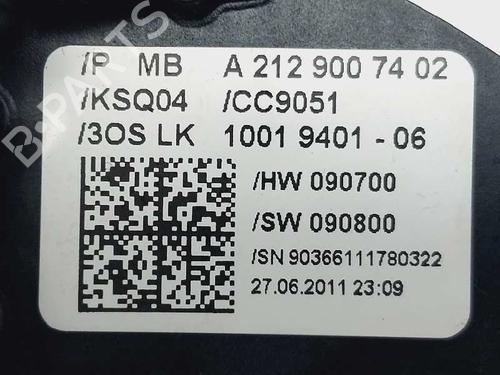 /P MB A 212 900 74 02
/KSQ04 /CC9051
/3OS LK 1001 9401 - 06
/HW 090700
/SW 090800
/SN 90366111780322
27.06.2011 23:09
B-PARTS